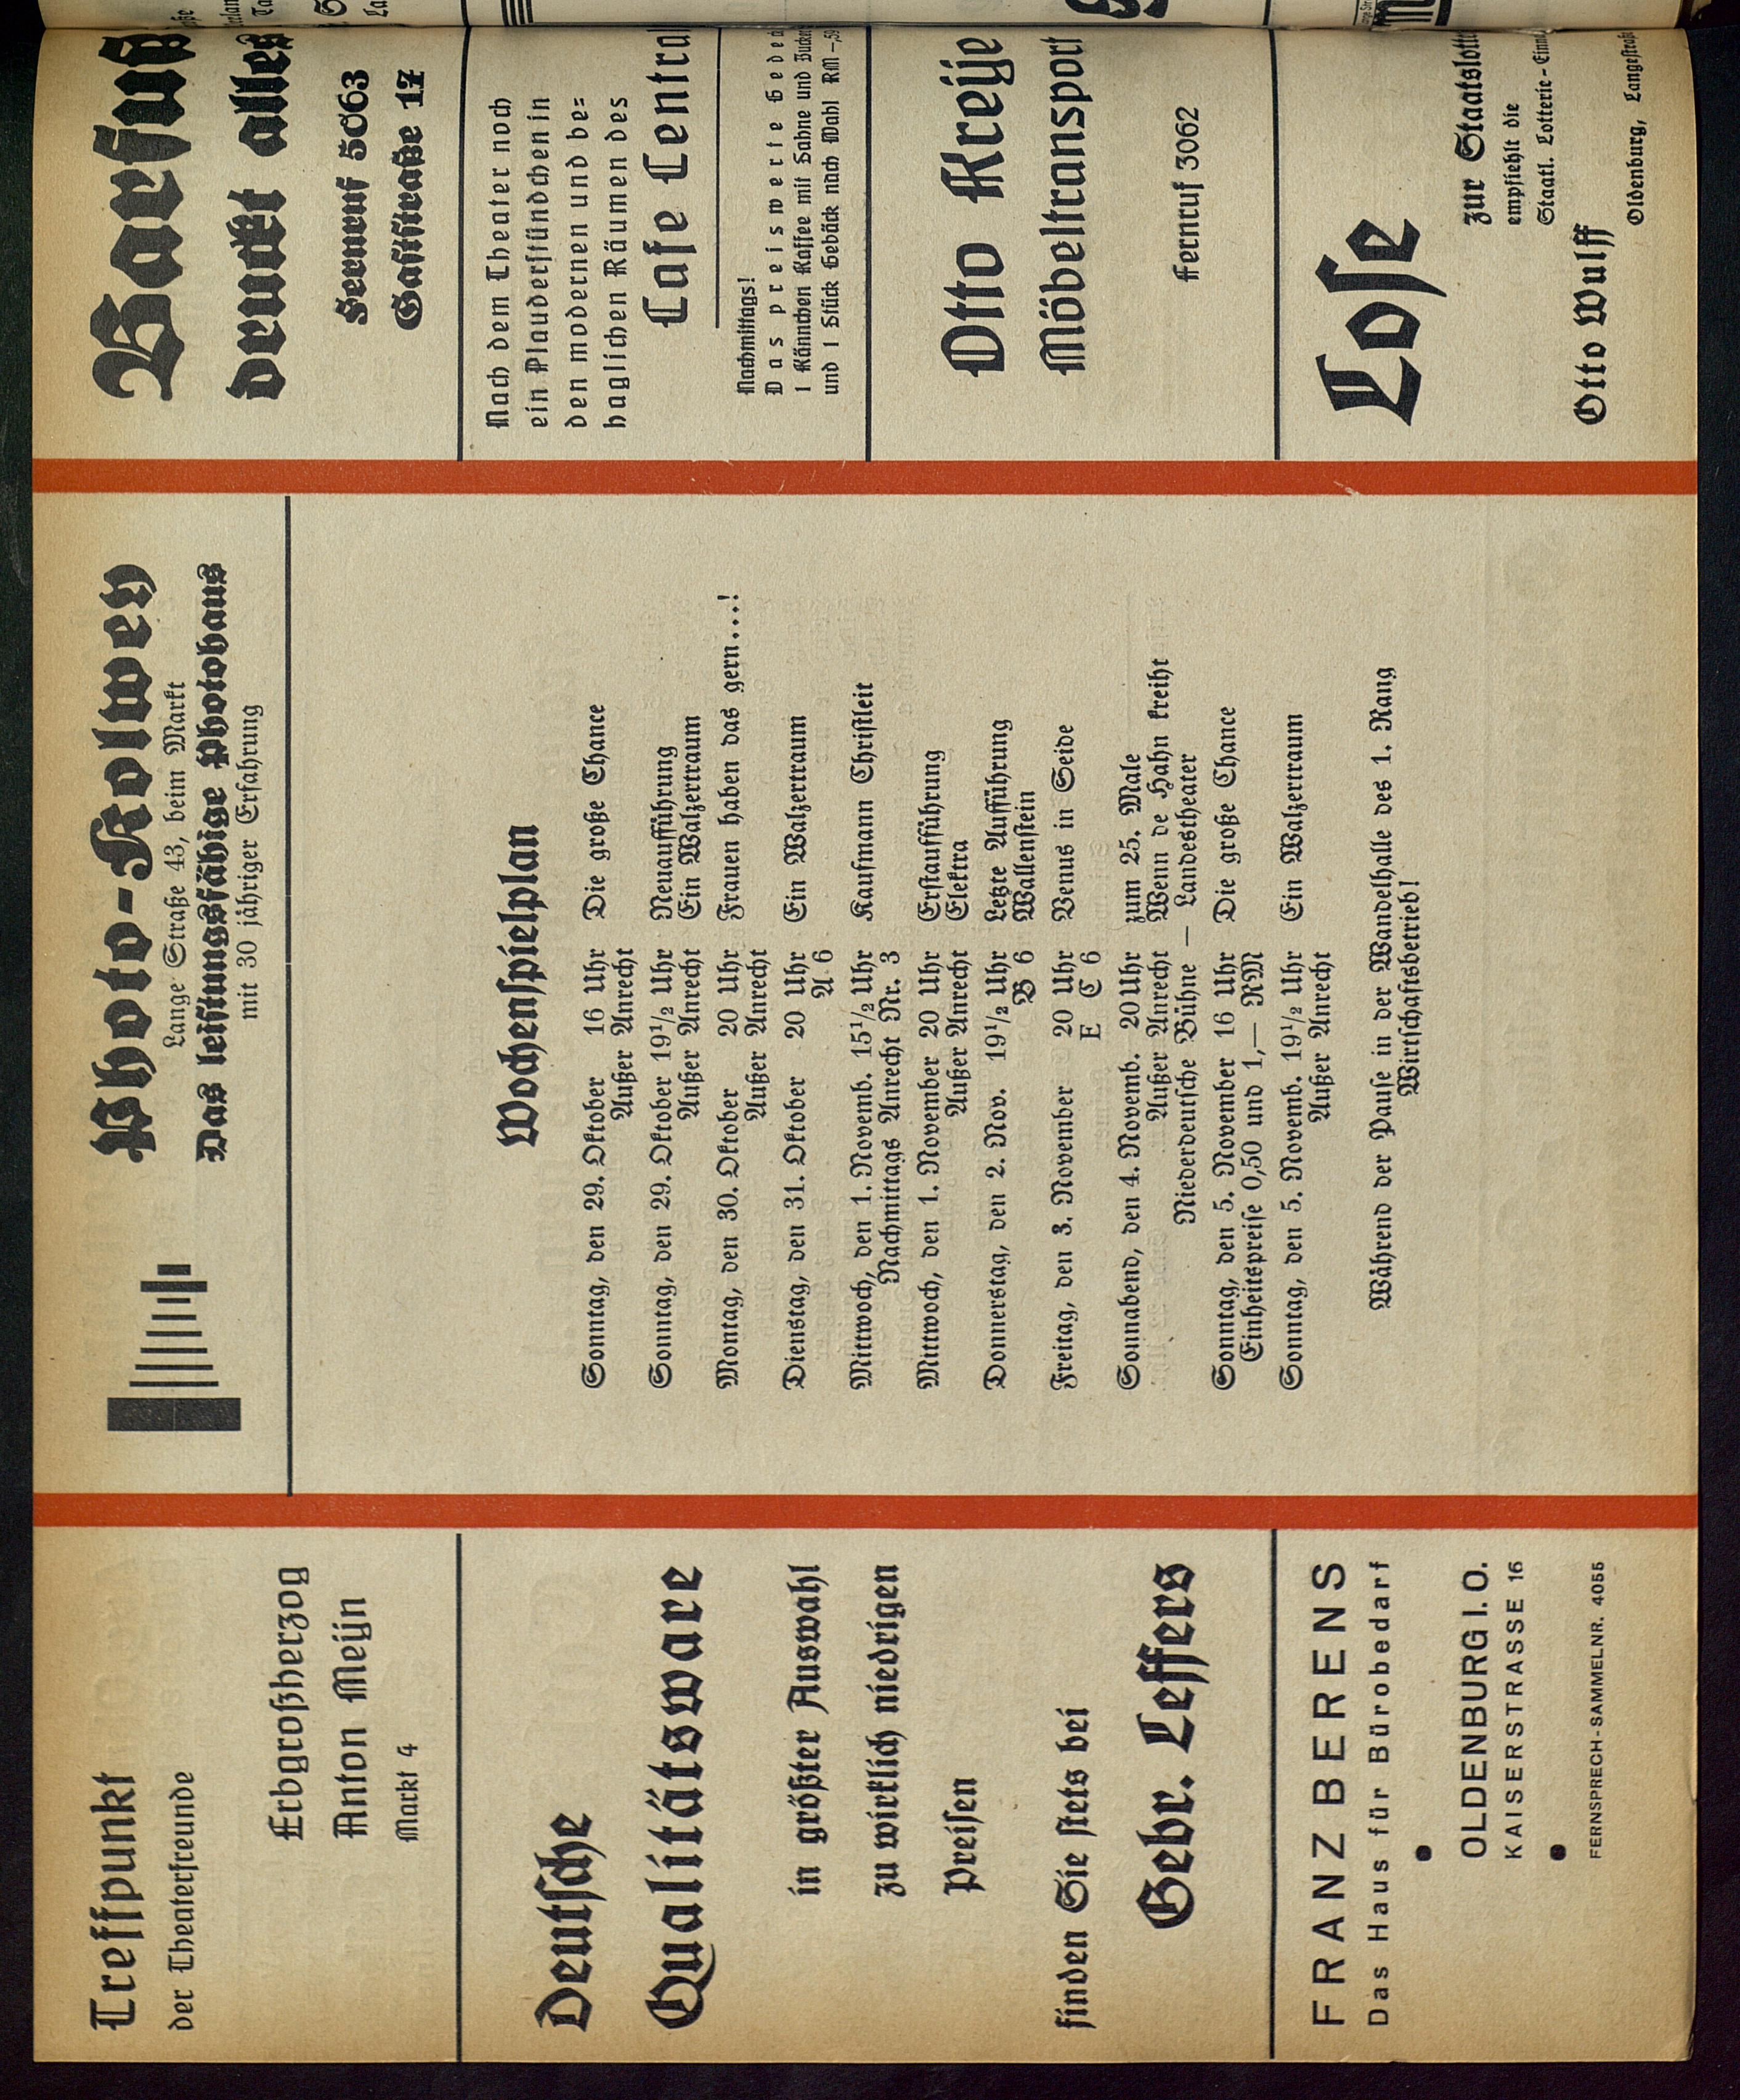 Treffpunkt
der Theaterfreunde
Erbgroßherzog
Anton Meijn
Markt 4
Deutsche
Qualitätsware
in größter Auswahl
zu wirklich niedrigen
Preisen
finden Sie stets bei
Gebr. Leffers
FRANZ BERENS
Das Haus für Bürobedarf
OLDENBURG I. O.
KAISERSTRASSE 16
FERNSPRECH-SAMMELNR. 4055
Photo-Kolwey
Lange Straße 43, beim Markt
Das leistungsfähige Photohaus
mit 30 jähriger Erfahrung
Wochenspielplan
Sonntag, den 29. Oktober 16 Uhr Die große Chance
Außer Anrecht
Sonntag, den 29. Oktober 19½ Uhr Neuaufführung
Außer Anrecht Ein Walzertraum
Montag, den 30. Oktober 20 Uhr Frauen haben das gern...!
Außer Anrecht
Dienstag, den 31. Oktober 20 Uhr Ein Walzertraum
A 6
Mittwoch, den 1. Novemb. 15½ Uhr Kaufmann Christleit
Nachmittags Anrecht Nr. 3
Mittwoch, den 1. November 20 Uhr Erstaufführung
Außer Anrecht Elektra
Donnerstag, den 2. Nov. 19½ Uhr Letzte Aufführung
B 6 Wallenstein
Freitag, den 3. November 20 Uhr Venus in Seide
E C 6
Sonnabend, den 4. Novemb. 20 Uhr zum 25. Male
Außer Anrecht Wenn de Hahn kreiht
Niederdeutsche Bühne — Landestheater
Sonntag, den 5. November 16 Uhr Die große Chance
Einheitspreise 0,50 und 1,— RM
Sonntag, den 5. Novemb. 19½ Uhr Ein Walzertraum
Außer Anrecht
Während der Pause in der Wandelhalle des 1. Rang
Wirtschaftsbetrieb!
Barfuß
druckt alles
Fernruf 5063
Gaststraße 17
Nach dem Theater noch
ein Plauderstündchen in
den modernen und be=
haglichen Räumen des
Cafe Central
Nachmittags!
Das preiswerte
1 Kännchen Kaffee mit Sahne und
und 1 Stück Gebäck nach Wahl RM
Otto Kreije
Möbeltransport
Fernruf 3062
Lose
zur
empfiehlt die
Staatl.
Otto Wulff
Oldenburg,